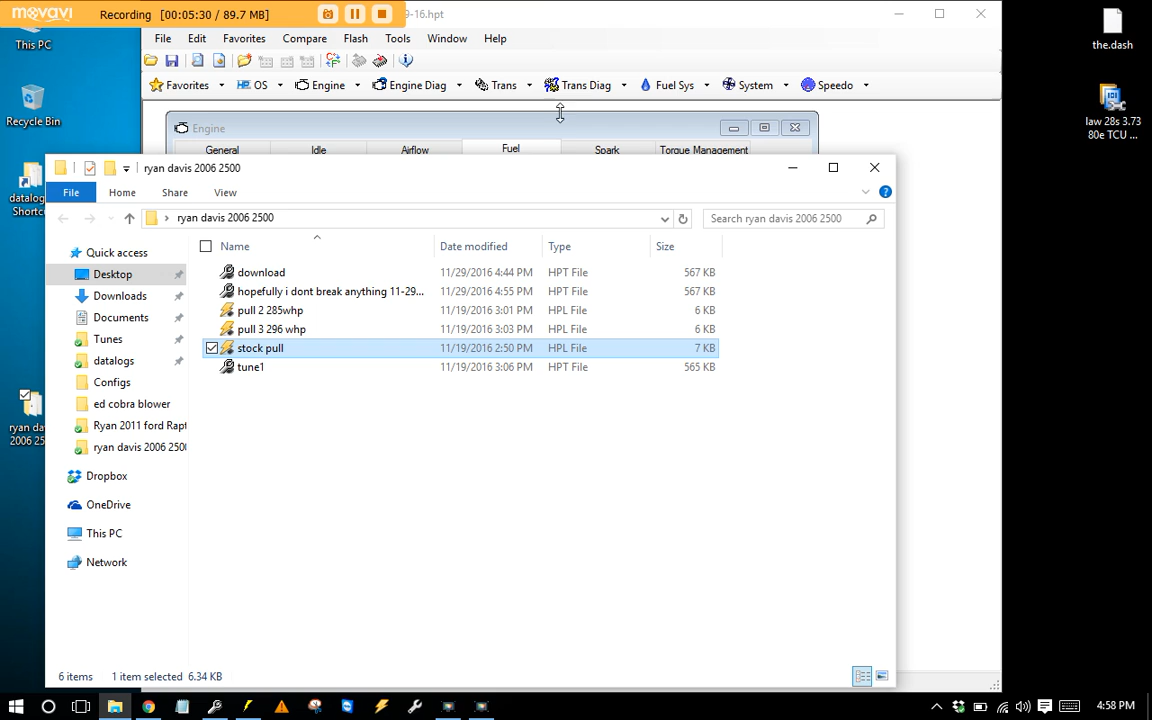 movavi Recording (00:05:30 / 89.7 MB) 9-16.hpt
File Edit Favorites Compare Flash Tools Window Help
Favorites HP OS Engine Engine Diag Trans Trans Diag Fuel Sys System Speedo
Engine
General Idle Airflow Fuel Spark Torque Management
ryan davis 2006 2500
File Home Share View
ryan davis 2006 2500 Search ryan davis 2006 2500
Name Date modified Type Size
download 11/29/2016 4:44 PM HPT File 567 KB
hopefully i dont break anything 11-29... 11/29/2016 4:55 PM HPT File 567 KB
pull 2 285whp 11/19/2016 3:01 PM HPL File 6 KB
pull 3 296 whp 11/19/2016 3:03 PM HPL File 6 KB
stock pull 11/19/2016 2:50 PM HPL File 7 KB
tune1 11/19/2016 3:06 PM HPT File 565 KB
Quick access
Desktop
Downloads
Documents
Tunes
datalogs
Configs
ed cobra blower
Ryan 2011 ford Rapt
ryan davis 2006 2500
Dropbox
OneDrive
This PC
Network
6 items 1 item selected 6.34 KB
This PC
Recycle Bin
datalog
Shortc
ryan da
2006 25
the.dash
law 28s 3.73
80e TCU ...
4:58 PM